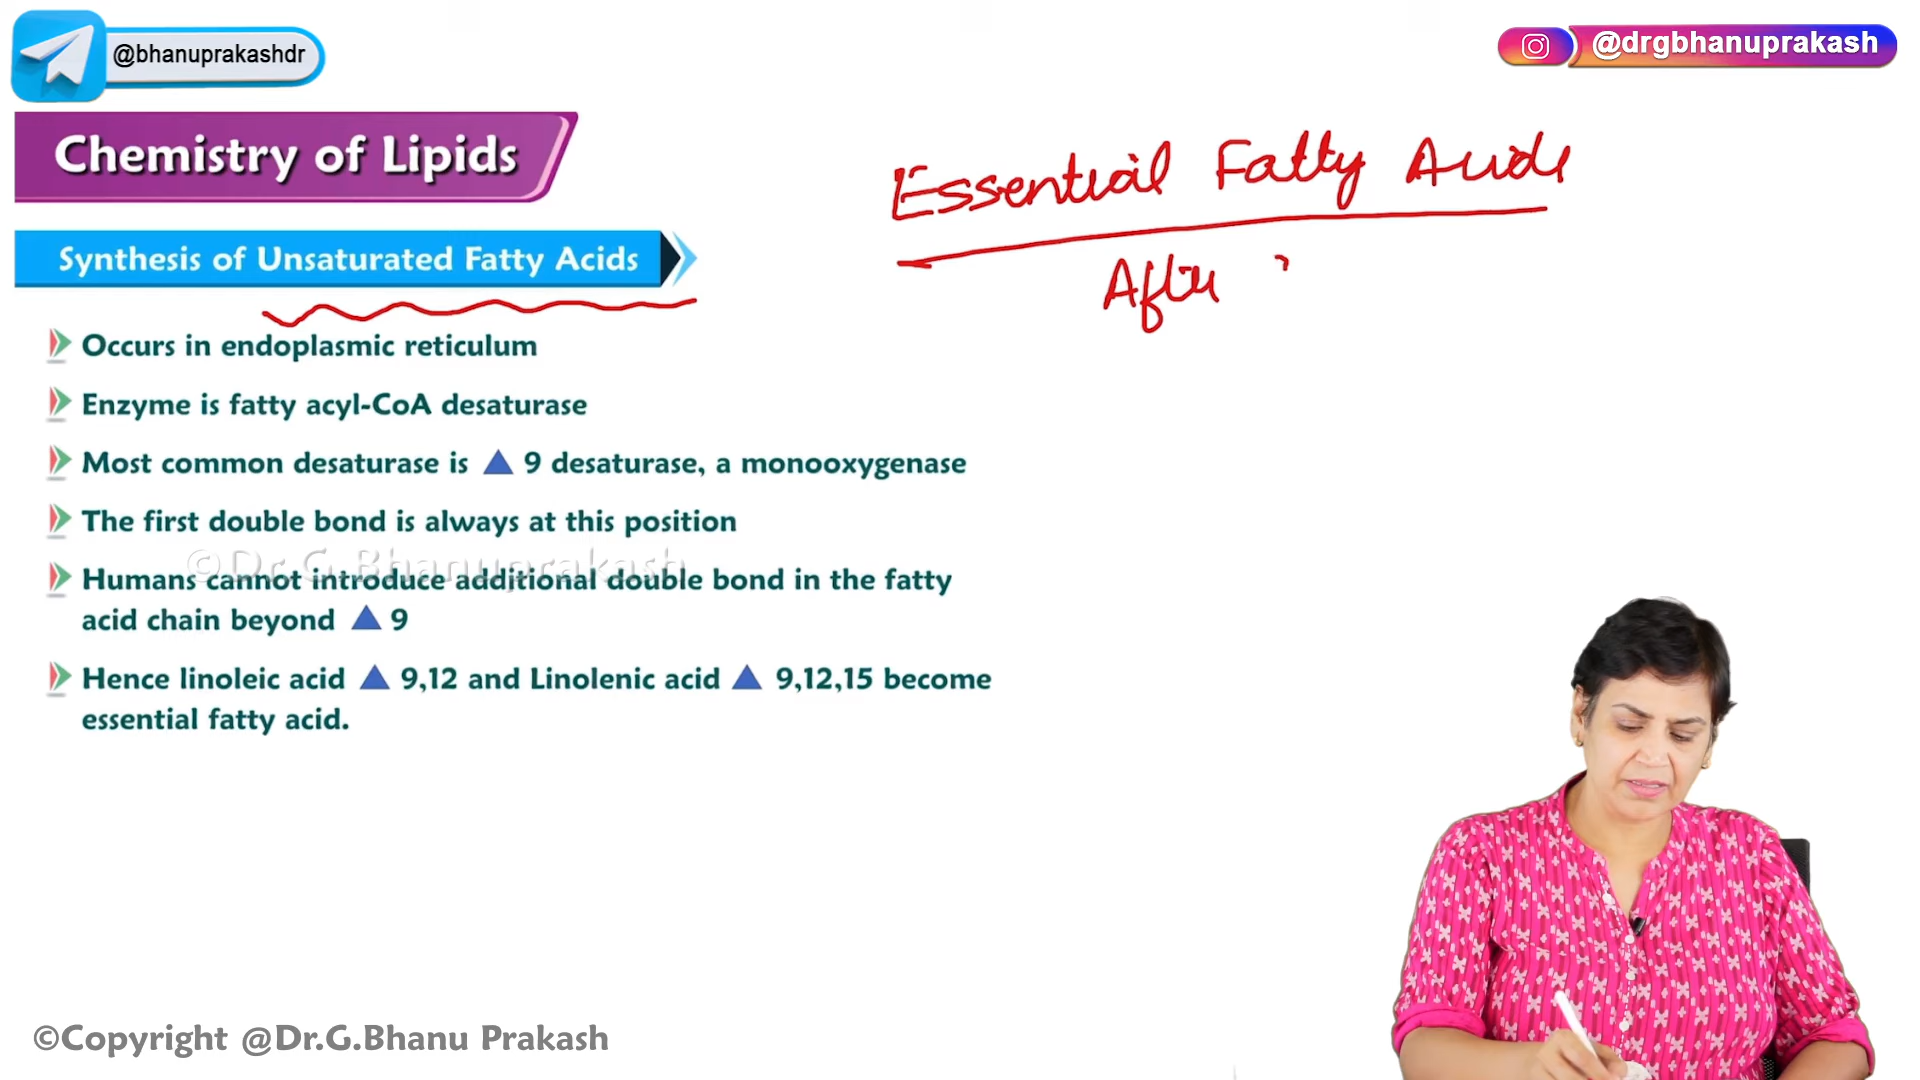 @bhanuprakashdr
@drgbhanuprakash
Chemistry of Lipids
Essential Fatty Acids
Synthesis of Unsaturated Fatty Acids
After
Occurs in endoplasmic reticulum
Enzyme is fatty acyl-CoA desaturase
Most common desaturase is ▲ 9 desaturase, a monooxygenase
The first double bond is always at this position
©Dr.G.Bhanuprakash
Humans cannot introduce additional double bond in the fatty
acid chain beyond ▲ 9
Hence linoleic acid ▲ 9,12 and Linolenic acid ▲ 9,12,15 become
essential fatty acid.
©Copyright @Dr.G.Bhanu Prakash